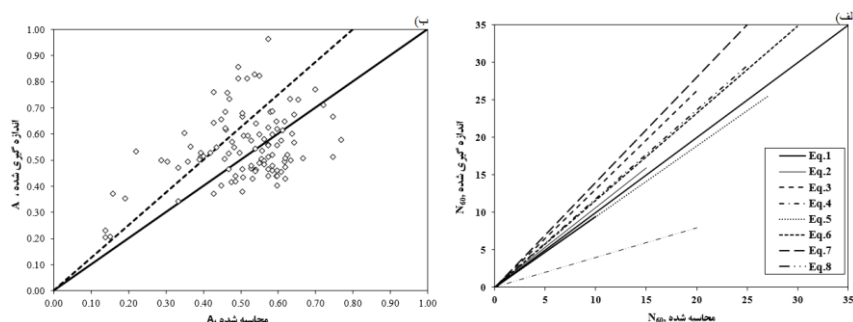 ب)
1.00
0.90
0.80
0.70
0.60
0.50
0.40
0.30
0.20
0.10
0.00
A , اندازه گیری شده
0.00 0.10 0.20 0.30 0.40 0.50 0.60 0.70 0.80 0.90 1.00
A, محاسبه شده
لف)
35
30
25
20
15
10
5
0
N60, اندازه گیری شده
0 5 10 15 20 25 30 35
N60, محاسبه شده
Eq.1
Eq.2
Eq.3
Eq.4
Eq.5
Eq.6
Eq.7
Eq.8